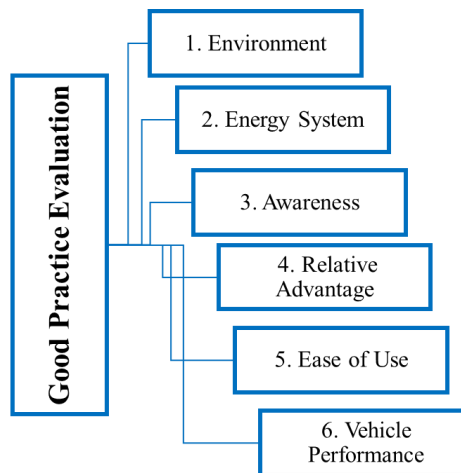 Good Practice Evaluation
1. Environment
2. Energy System
3. Awareness
4. Relative
Advantage
5. Ease of Use
6. Vehicle
Performance